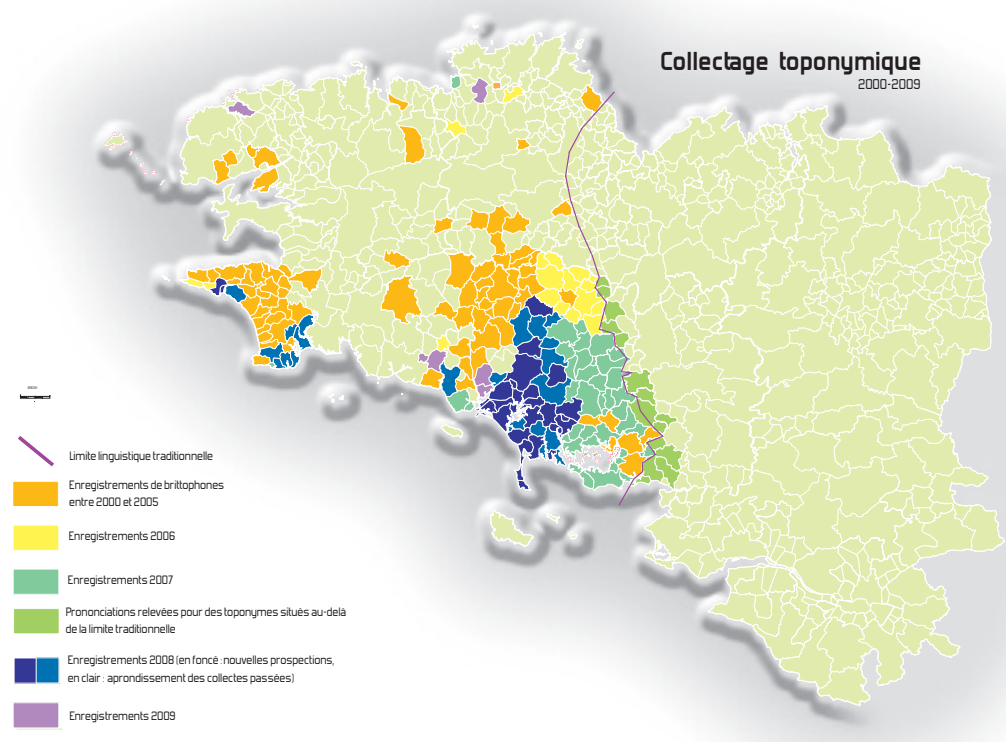 Collectage toponymique
2000-2009
Limite linguistique traditionnelle
Enregistrements de brittophones
entre 2000 et 2005
Enregistrements 2006
Enregistrements 2007
Prononciations relevées pour des toponymes situés au-delà
de la limite traditionnelle
Enregistrements 2008 (en foncé : nouvelles prospections,
en clair : aprondissement des collectes passées)
Enregistrements 2009